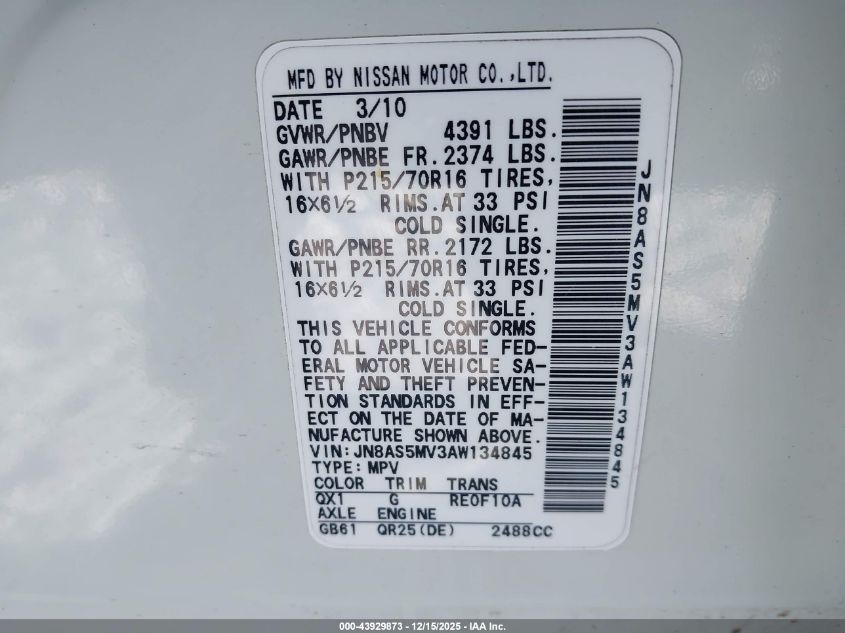 MFD BY NISSAN MOTOR CO.,LTD.
DATE 3/10
GVWR/PNBV 4391 LBS.
GAWR/PNBE FR.2374 LBS.
WITH P215/70R16 TIRES,
16×6½ RIMS.AT 33 PSI
COLD SINGLE.
GAWR/PNBE RR.2172 LBS.
WITH P215/70R16 TIRES,
16×6½ RIMS.AT 33 PSI
COLD SINGLE.
THIS VEHICLE CONFORMS
TO ALL APPLICABLE FED-
ERAL MOTOR VEHICLE SA-
FETY AND THEFT PREVEN-
TION STANDARDS IN EFF-
ECT ON THE DATE OF MA-
NUFACTURE SHOWN ABOVE.
VIN:JN8AS5MV3AW134845
TYPE:MPV
COLOR TRIM TRANS
QX1 G RE0F10A
AXLE ENGINE
GB61 QR25(DE) 2488CC
JN8AS5MV3AW134845
000-43929873 - 12/15/2025 - IAA Inc.